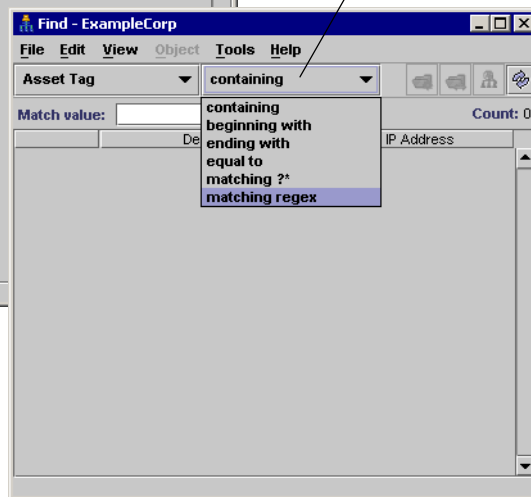 Find - ExampleCorp
File Edit View Object Tools Help
Asset Tag containing
Match value: Count: 0
containing
beginning with
ending with
equal to
matching ?*
matching regex
De IP Address